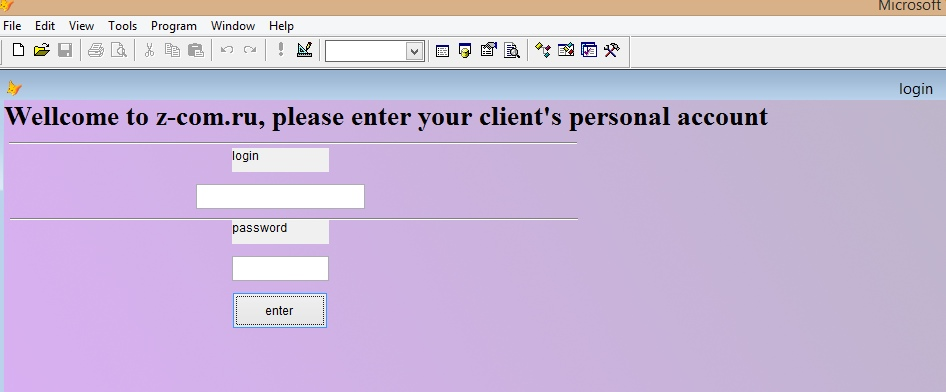 Microsoft
File Edit View Tools Program Window Help
login
Wellcome to z-com.ru, please enter your client's personal account
login
password
enter